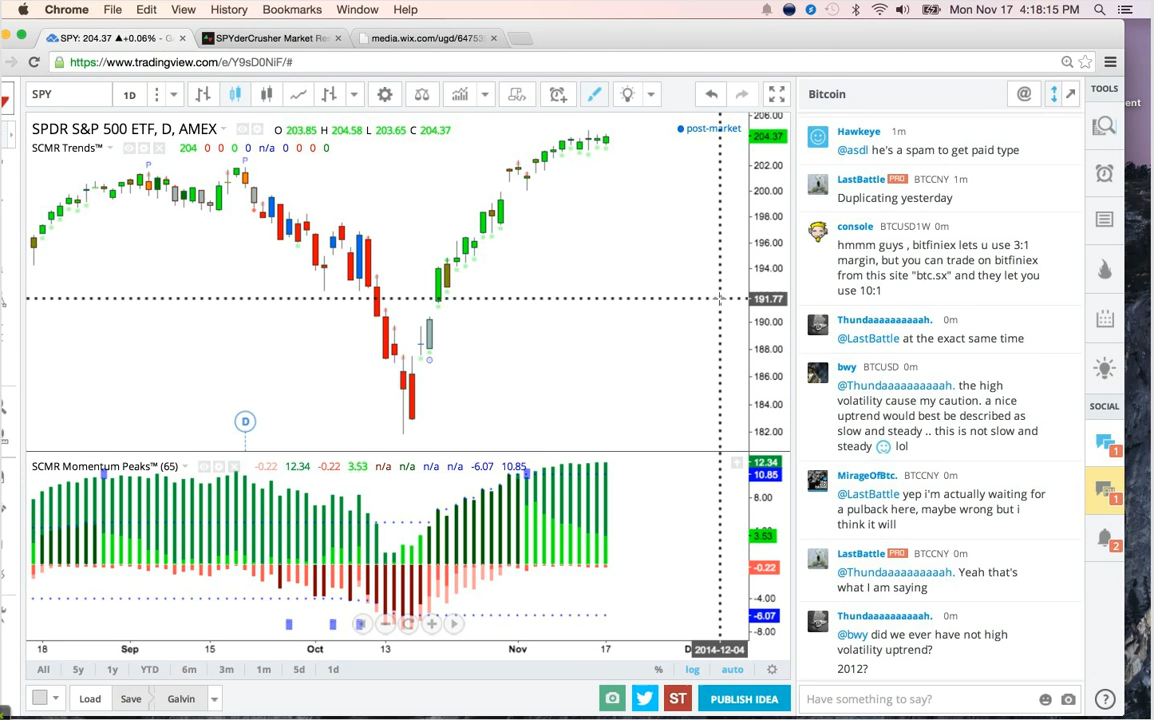 Chrome File Edit View History Bookmarks Window Help Mon Nov 17 4:18:15 PM
SPY: 204.37 ▲+0.06% - SPYderCrusher Market Re media.wix.com/ugd/64753
https://www.tradingview.com/e/Y9sD0NiF/#
SPY 1D
SPDR S&P 500 ETF, D, AMEX O 203.85 H 204.58 L 203.65 C 204.37
SCMR Trends™ 204 0 0 0 0 n/a 0 0 0 0
post-market
206.00
204.37
202.00
200.00
198.00
196.00
194.00
191.77
190.00
188.00
186.00
184.00
182.00
P
P
O
D
SCMR Momentum Peaks™ (65) -0.22 12.34 -0.22 3.53 n/a n/a n/a n/a -6.07 10.85
12.34
10.85
8.00
3.53
-0.22
-4.00
-6.07
-8.00
18 Sep 15 Oct 13 Nov 17 2014-12-04
All 5y 1y YTD 6m 3m 1m 5d 1d % log auto
Load Save Galvin ST PUBLISH IDEA
Bitcoin @
Hawkeye 1m
@asdl he's a spam to get paid type
LastBattle PRO BTCCNY 1m
Duplicating yesterday
console BTCUSD1W 0m
hmmm guys , bitfiniex lets u use 3:1
margin, but you can trade on bitfiniex
from this site "btc.sx" and they let you
use 10:1
Thundaaaaaaaaaah. 0m
@LastBattle at the exact same time
bwy BTCUSD 0m
@Thundaaaaaaaaaah. the high
volatility cause my caution. a nice
uptrend would best be described as
slow and steady .. this is not slow and
steady lol
MirageOfBtc. BTCCNY 0m
@LastBattle yep i'm actually waiting for
a pulback here, maybe wrong but i
think it will
LastBattle PRO BTCCNY 0m
@Thundaaaaaaaaaah. Yeah that's
what I am saying
Thundaaaaaaaaaah. 0m
@bwy did we ever have not high
volatility uptrend?
2012?
Have something to say?
TOOLS
SOCIAL
1
1
2
?